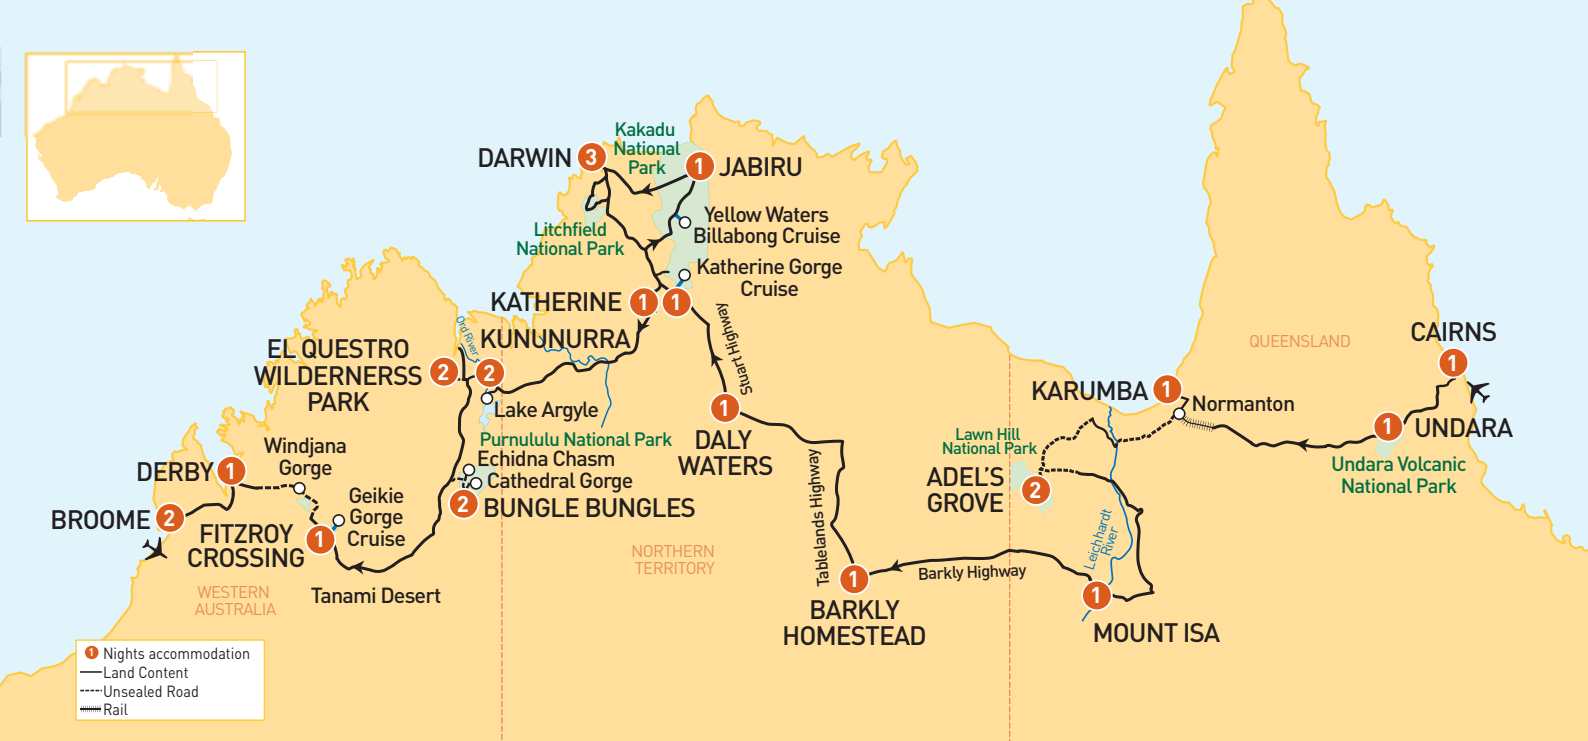 Kakadu
National
Park
DARWIN 3
1 JABIRU
Yellow Waters
Billabong Cruise
Litchfield
National Park
Katherine Gorge
Cruise
KATHERINE 1 1
Ord River
KUNUNURRA
Stuart Highway
EL QUESTRO
WILDERNERSS
PARK
2 2
Lake Argyle
1
DALY
WATERS
Purnululu National Park
Echidna Chasm
Cathedral Gorge
2 BUNGLE BUNGLES
Windjana
Gorge
DERBY 1
BROOME 2
Geikie
Gorge
Cruise
FITZROY
CROSSING
1
Tanami Desert
WESTERN
AUSTRALIA
NORTHERN
TERRITORY
Tablelands Highway
1
BARKLY
HOMESTEAD
Barkly Highway
Leichhardt
River
1
MOUNT ISA
Lawn Hill
National Park
ADEL'S
GROVE
2
KARUMBA 1
Normanton
QUEENSLAND
CAIRNS
1
1 UNDARA
Undara Volcanic
National Park
1 Nights accommodation
Land Content
Unsealed Road
Rail